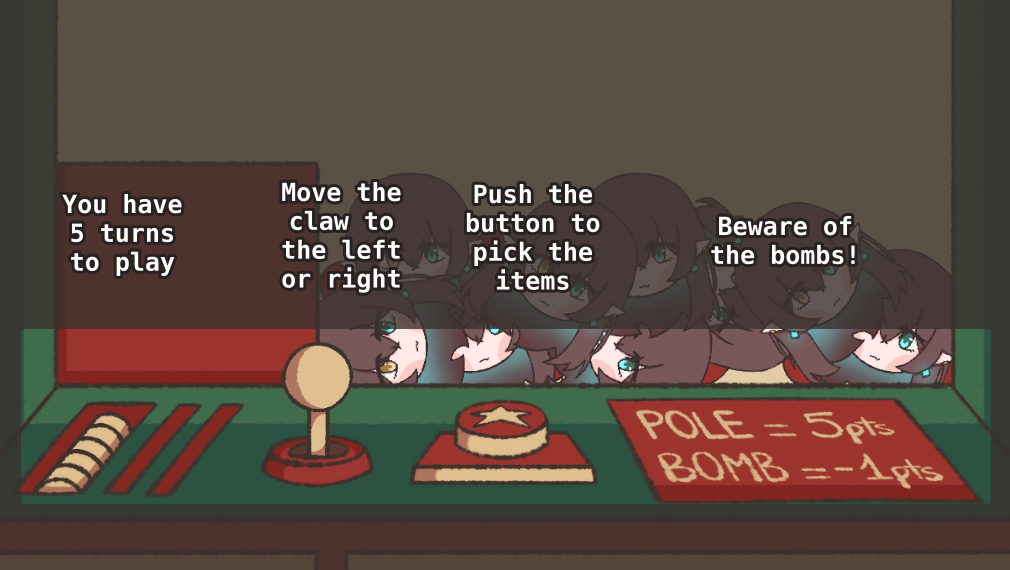 You have
5 turns
to play
Move the
claw to
the left
or right
Push the
button to
pick the
items
Beware of
the bombs!
POLE = 5pts
BOMB = -1pts